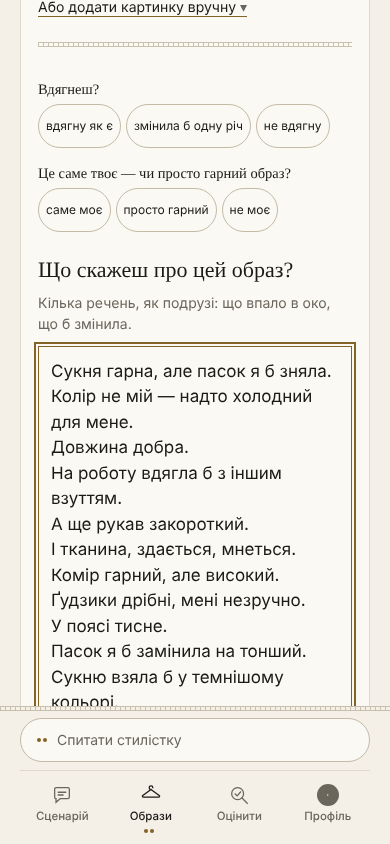 Або додати картинку вручну ▾
Вдягнеш?
вдягну як є
змінила б одну річ
не вдягну
Це саме твоє — чи просто гарний образ?
саме моє
просто гарний
не моє
Що скажеш про цей образ?
Кілька речень, як подрузі: що впало в око,
що б змінила.
Сукня гарна, але пасок я б зняла.
Колір не мій — надто холодний
для мене.
Довжина добра.
На роботу вдягла б з іншим
взуттям.
А ще рукав закороткий.
І тканина, здається, мнеться.
Комір гарний, але високий.
Ґудзики дрібні, мені незручно.
У поясі тисне.
Пасок я б замінила на тонший.
Сукню взяла б у темнішому
кольорі.
Спитати стилістку
Сценарій
Образи
Оцінити
Профіль